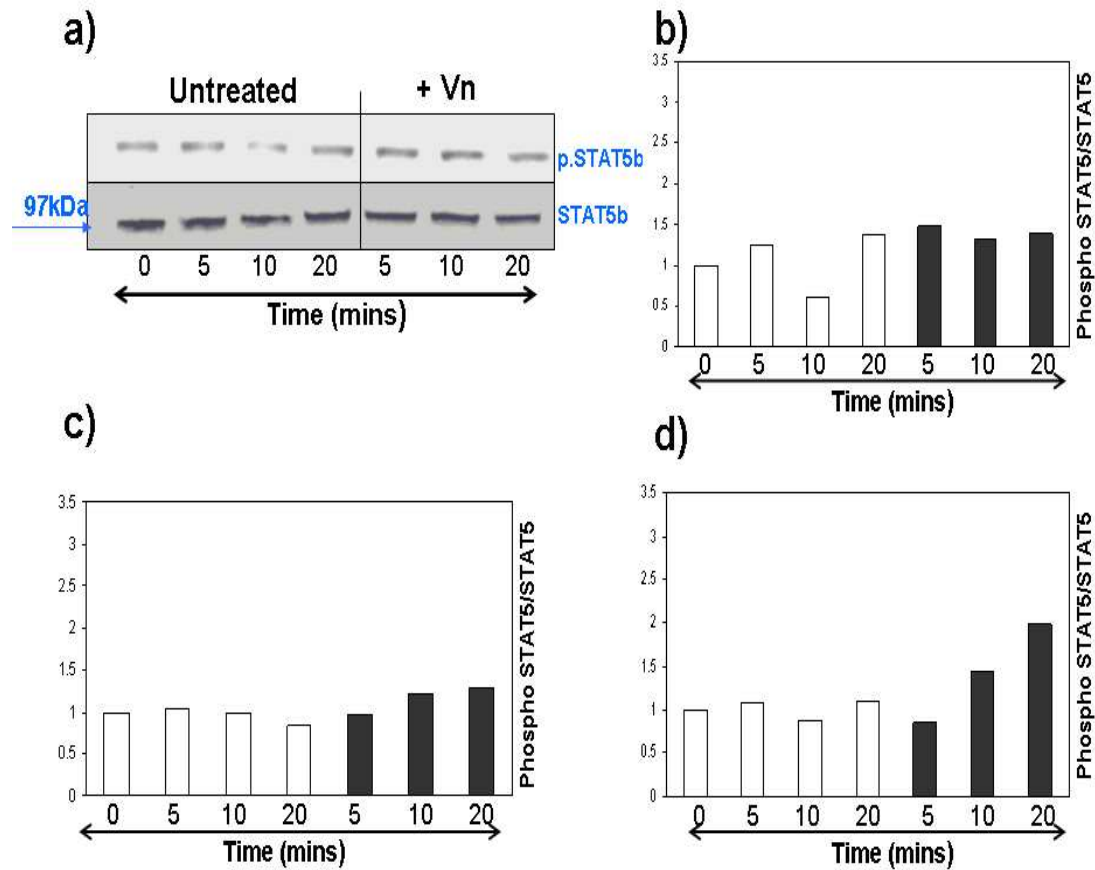 a)
Untreated
+ Vn
p.STAT5b
97kDa
STAT5b
0 5 10 20 5 10 20
Time (mins)
b)
3.5
3
2.5
2
1.5
1
0.5
0
Phospho STAT5/STAT5
0 5 10 20 5 10 20
Time (mins)
c)
3.5
3
2.5
2
1.5
1
0.5
0
Phospho STAT5/STAT5
0 5 10 20 5 10 20
Time (mins)
d)
3.5
3
2.5
2
1.5
1
0.5
0
Phospho STAT5/STAT5
0 5 10 20 5 10 20
Time (mins)